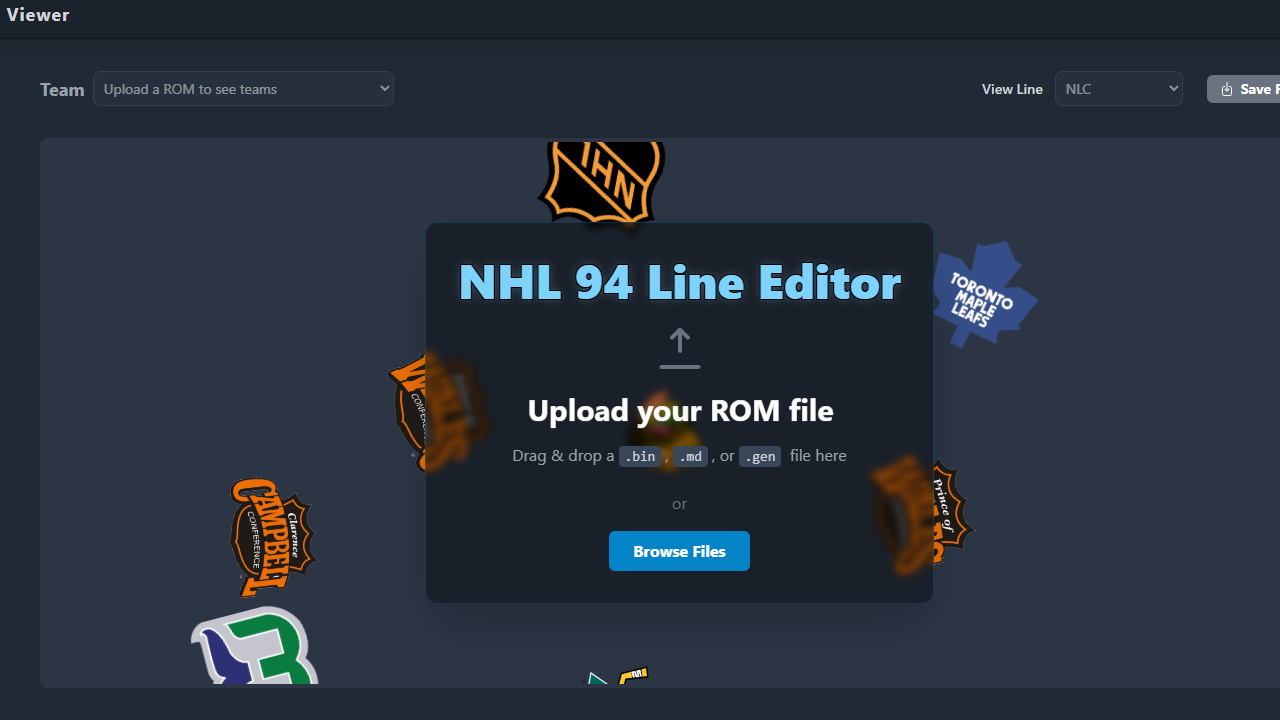 Viewer
Team Upload a ROM to see teams View Line NLC Save
NHL
TORONTO
MAPLE
LEAFS
NHL 94 Line Editor
WALES
CONFERENCE
Upload your ROM file
Drag & drop a .bin , .md , or .gen file here
or
Browse Files
Prince of
WALES
Clarence
CAMPBELL
CONFERENCE